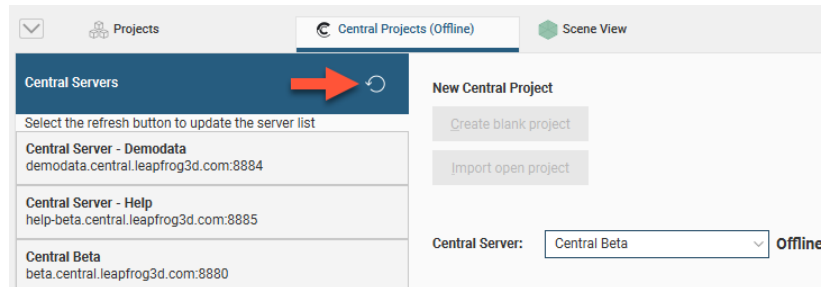 Projects
Central Projects (Offline)
Scene View
Central Servers
Select the refresh button to update the server list
Central Server - Demodata
demodata.central.leapfrog3d.com:8884
Central Server - Help
help-beta.central.leapfrog3d.com:8885
Central Beta
beta.central.leapfrog3d.com:8880
New Central Project
Create blank project
Import open project
Central Server:
Central Beta
Offline